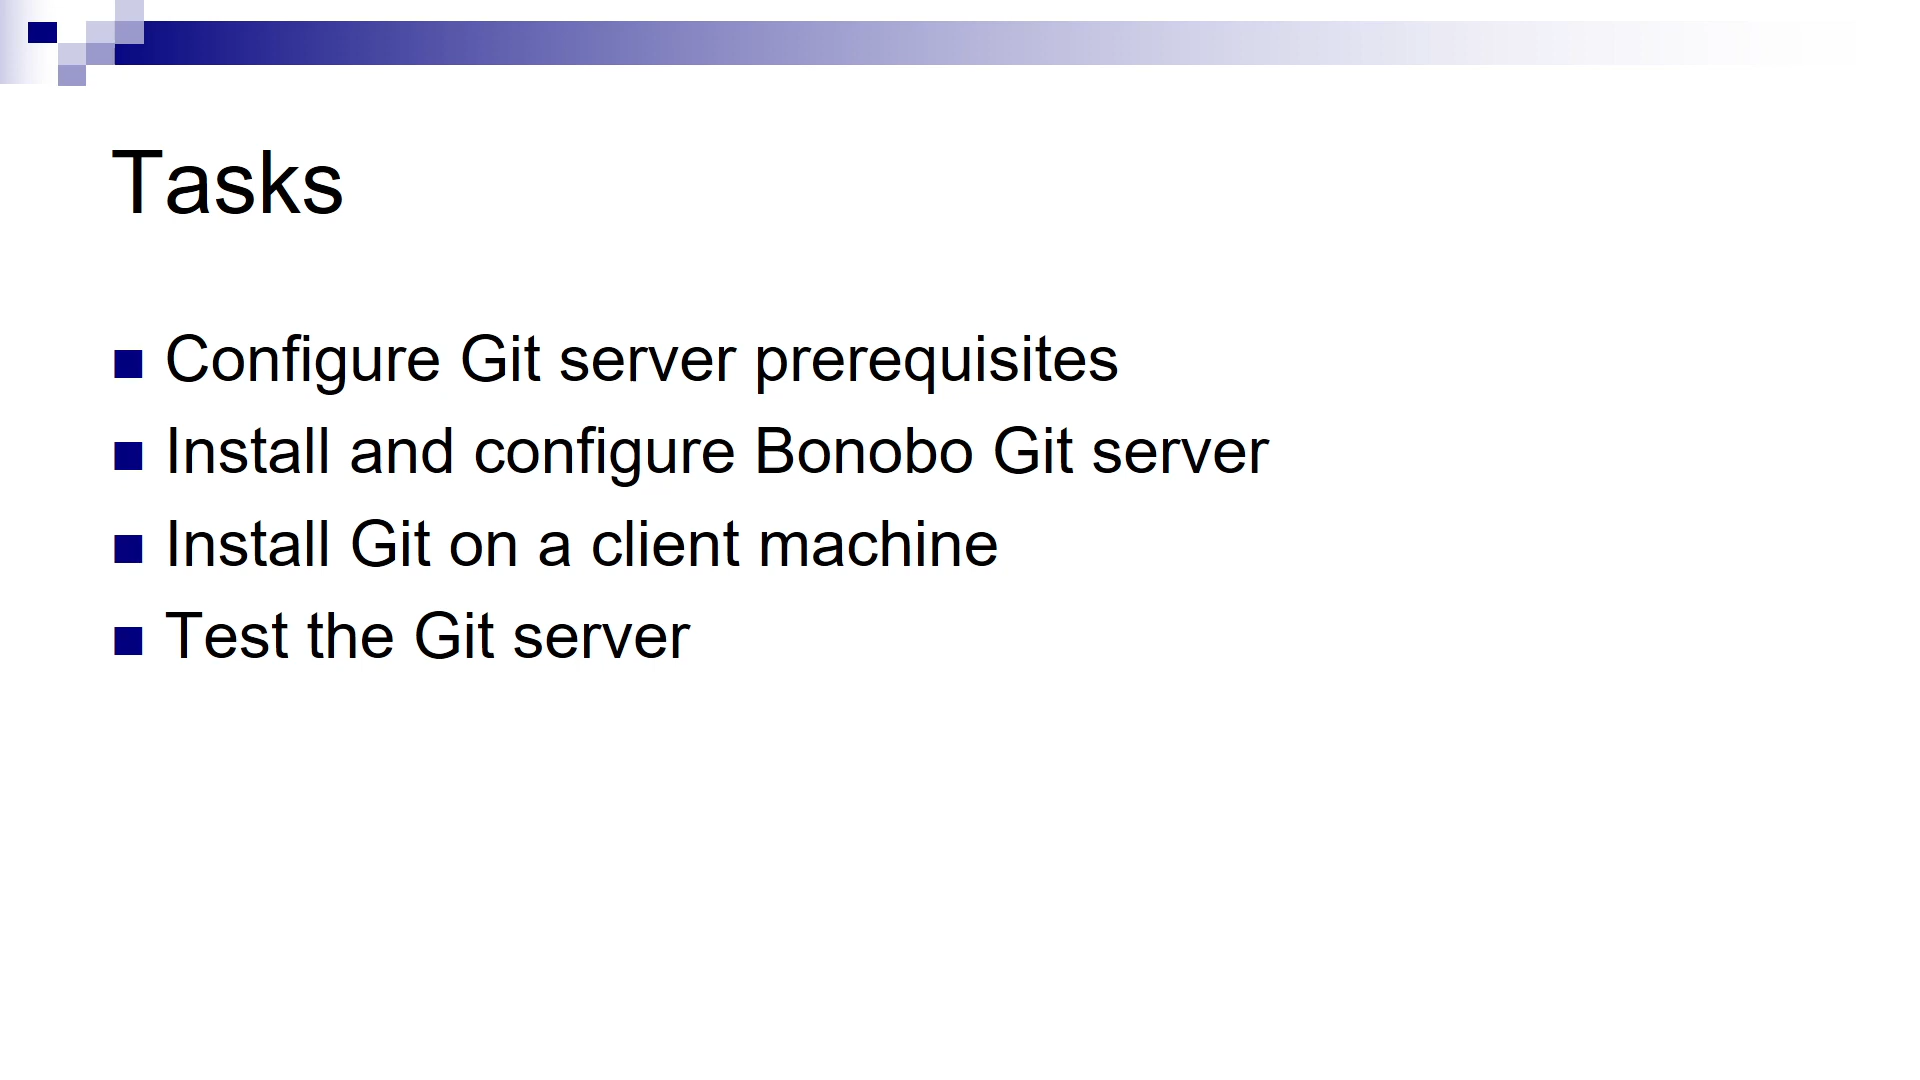 Tasks
Configure Git server prerequisites
Install and configure Bonobo Git server
Install Git on a client machine
Test the Git server